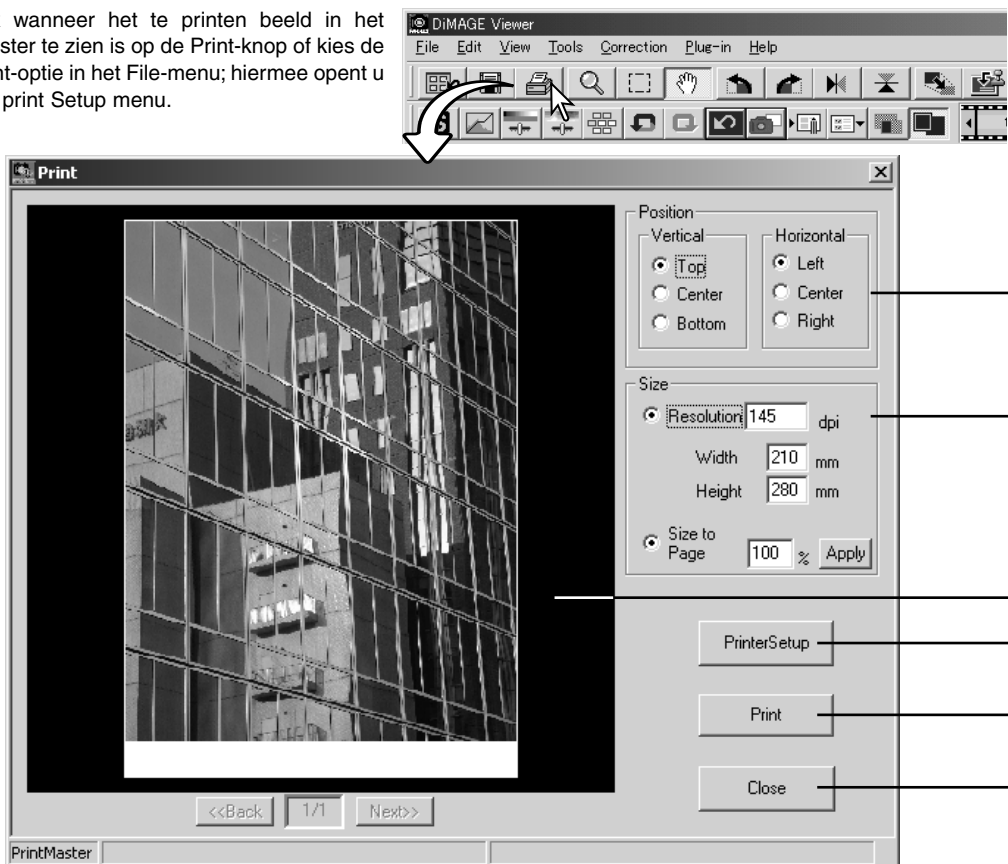 wanneer het te printen beeld in het
ster te zien is op de Print-knop of kies de
t-optie in het File-menu; hiermee opent u
print Setup menu.
DiMAGE Viewer
File Edit View Tools Correction Plug-in Help
Print
Position
Vertical
Top
Center
Bottom
Horizontal
Left
Center
Right
Size
Resolution 145 dpi
Width 210 mm
Height 280 mm
Size to
Page 100 % Apply
PrinterSetup
Print
Close
<<Back 1/1 Next>>
PrintMaster